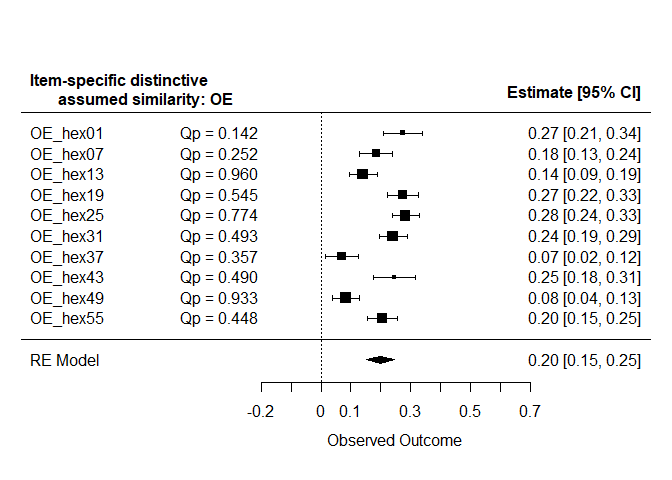 Item-specific distinctive
assumed similarity: OE
Estimate [95% CI]
OE_hex01 Qp = 0.142 0.27 [0.21, 0.34]
OE_hex07 Qp = 0.252 0.18 [0.13, 0.24]
OE_hex13 Qp = 0.960 0.14 [0.09, 0.19]
OE_hex19 Qp = 0.545 0.27 [0.22, 0.33]
OE_hex25 Qp = 0.774 0.28 [0.24, 0.33]
OE_hex31 Qp = 0.493 0.24 [0.19, 0.29]
OE_hex37 Qp = 0.357 0.07 [0.02, 0.12]
OE_hex43 Qp = 0.490 0.25 [0.18, 0.31]
OE_hex49 Qp = 0.933 0.08 [0.04, 0.13]
OE_hex55 Qp = 0.448 0.20 [0.15, 0.25]
RE Model 0.20 [0.15, 0.25]
-0.2 0 0.1 0.3 0.5 0.7
Observed Outcome